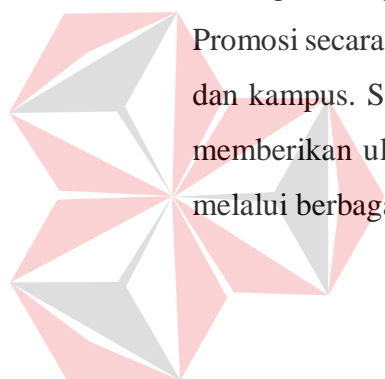 Promosi secara
dan kampus. S
memberikan ul
melalui berbaga